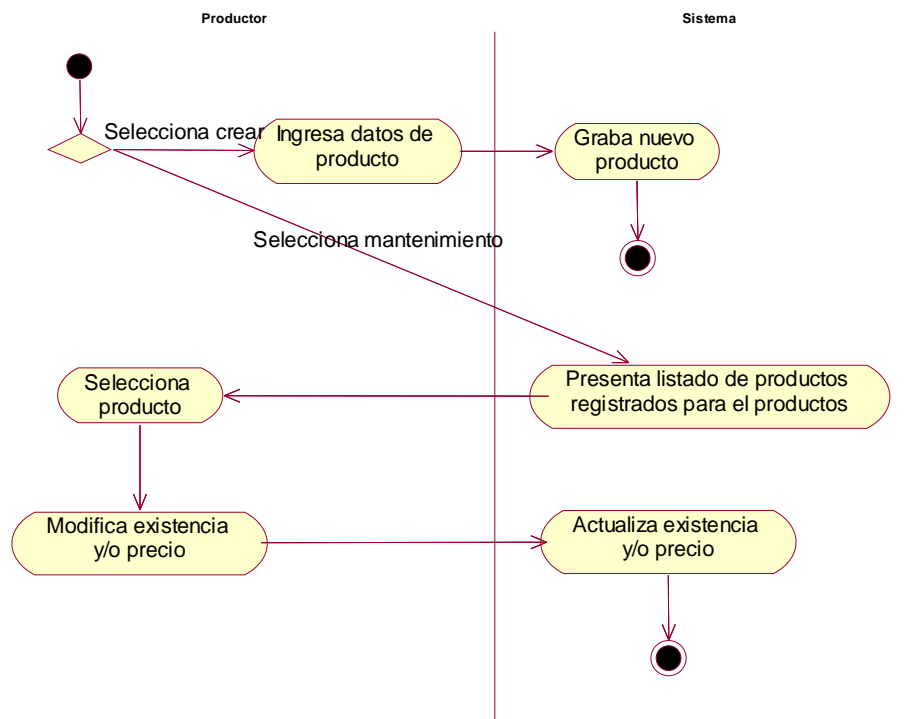 Productor
Sistema
Selecciona crear
Ingresa datos de
producto
Graba nuevo
producto
Selecciona mantenimiento
Selecciona
producto
Presenta listado de productos
registrados para el productos
Modifica existencia
y/o precio
Actualiza existencia
y/o precio